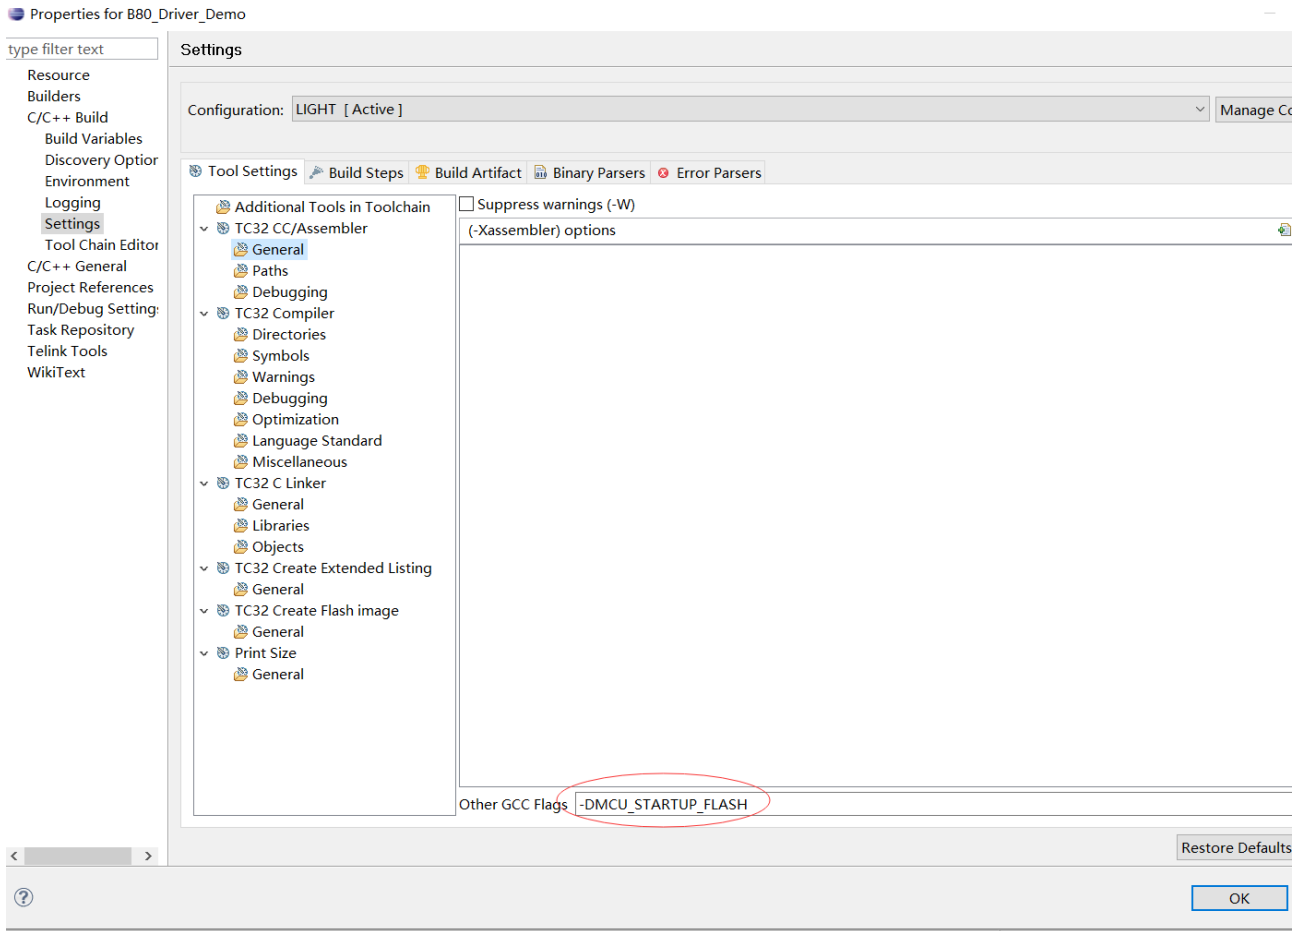 Properties for B80_Driver_Demo
type filter text
Resource
Builders
C/C++ Build
Build Variables
Discovery Option
Environment
Logging
Settings
Tool Chain Editor
C/C++ General
Project References
Run/Debug Settings
Task Repository
Telink Tools
WikiText
Settings
Configuration: LIGHT [ Active ]
Manage Co
Tool Settings Build Steps Build Artifact Binary Parsers Error Parsers
Additional Tools in Toolchain
TC32 CC/Assembler
General
Paths
Debugging
TC32 Compiler
Directories
Symbols
Warnings
Debugging
Optimization
Language Standard
Miscellaneous
TC32 C Linker
General
Libraries
Objects
TC32 Create Extended Listing
General
TC32 Create Flash image
General
Print Size
General
Suppress warnings (-W)
(-Xassembler) options
Other GCC Flags -DMCU_STARTUP_FLASH
Restore Defaults
OK